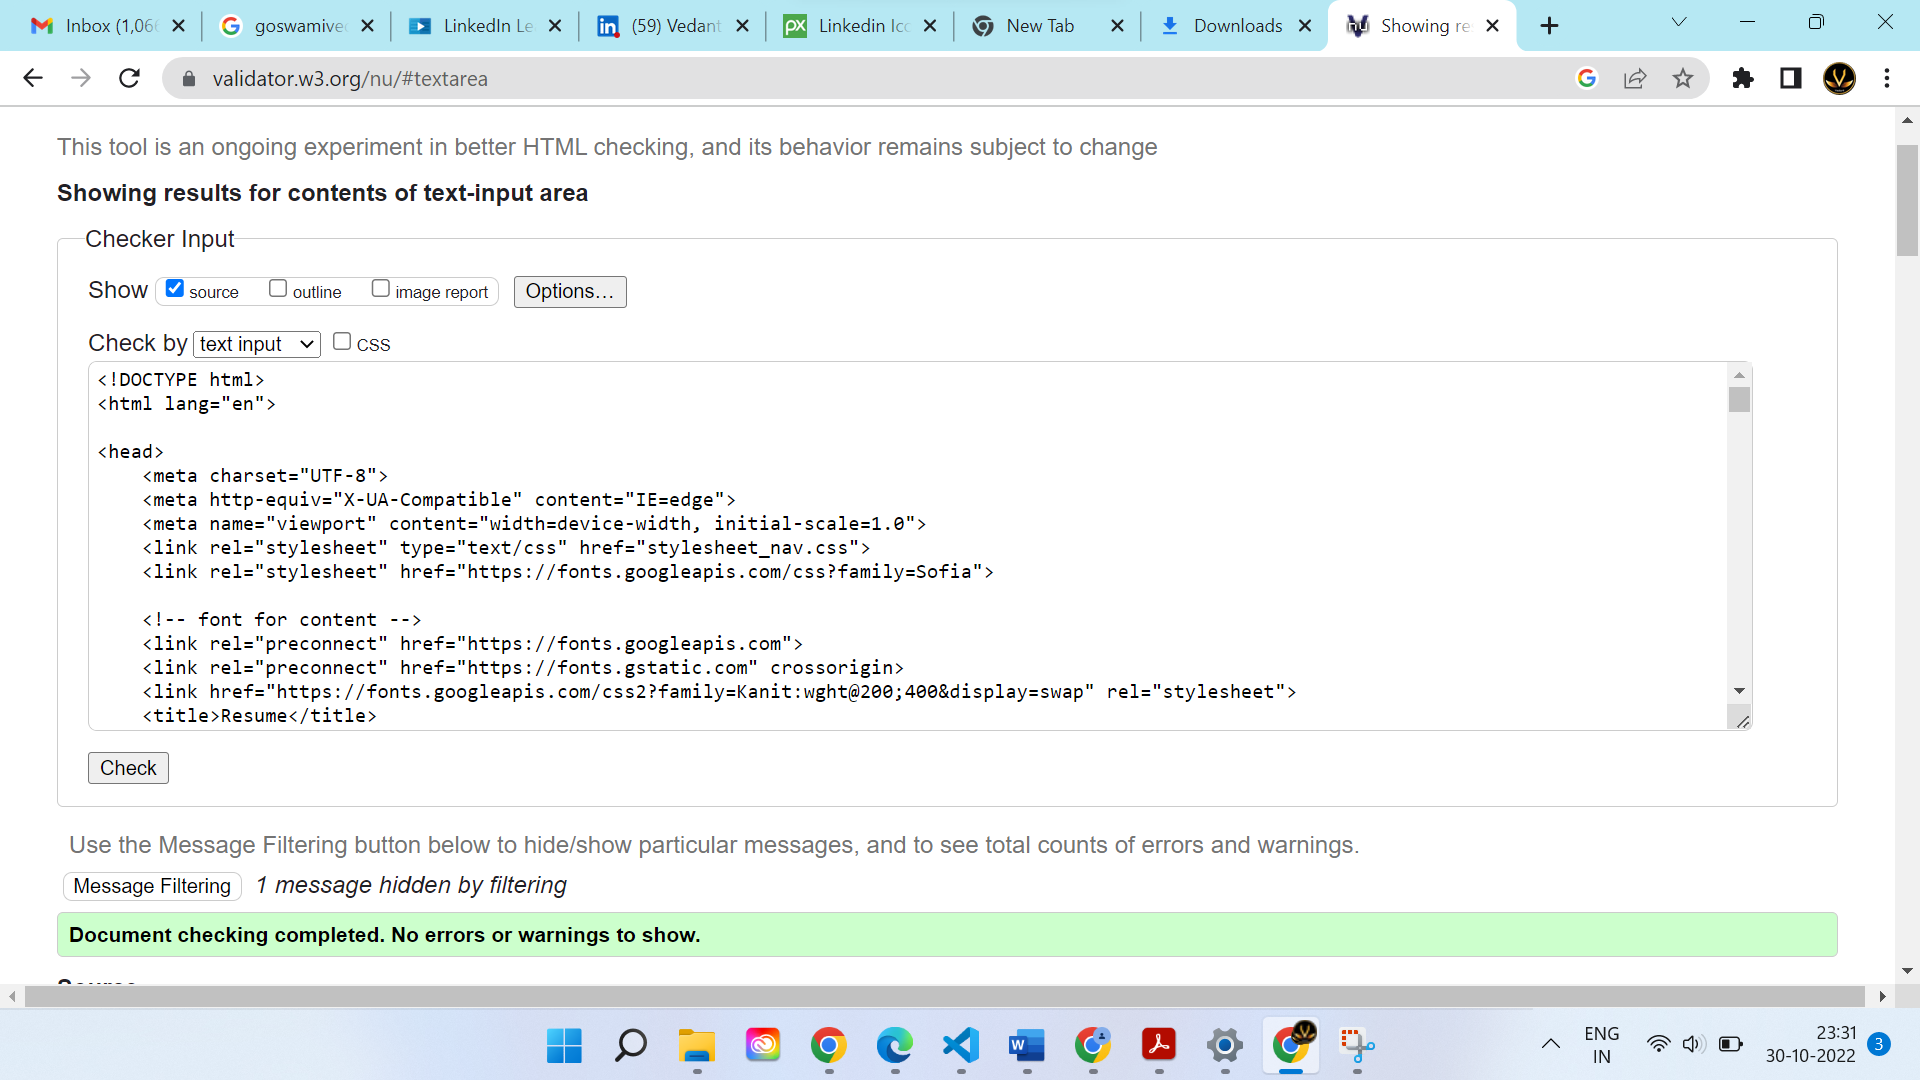 Inbox (1,06
goswamive
LinkedIn Le
(59) Vedant
Linkedin Ico
New Tab
Downloads
Showing re
validator.w3.org/nu/#textarea
This tool is an ongoing experiment in better HTML checking, and its behavior remains subject to change
Showing results for contents of text-input area
Checker Input
Show source outline image report Options...
Check by text input CSS
<!DOCTYPE html>
<html lang="en">
<head>
<meta charset="UTF-8">
<meta http-equiv="X-UA-Compatible" content="IE=edge">
<meta name="viewport" content="width=device-width, initial-scale=1.0">
<link rel="stylesheet" type="text/css" href="stylesheet_nav.css">
<link rel="stylesheet" href="https://fonts.googleapis.com/css?family=Sofia">
<!-- font for content -->
<link rel="preconnect" href="https://fonts.googleapis.com">
<link rel="preconnect" href="https://fonts.gstatic.com" crossorigin>
<link href="https://fonts.googleapis.com/css2?family=Kanit:wght@200;400&display=swap" rel="stylesheet">
<title>Resume</title>
Check
Use the Message Filtering button below to hide/show particular messages, and to see total counts of errors and warnings.
Message Filtering 1 message hidden by filtering
Document checking completed. No errors or warnings to show.
ENG
IN
23:31
30-10-2022
3